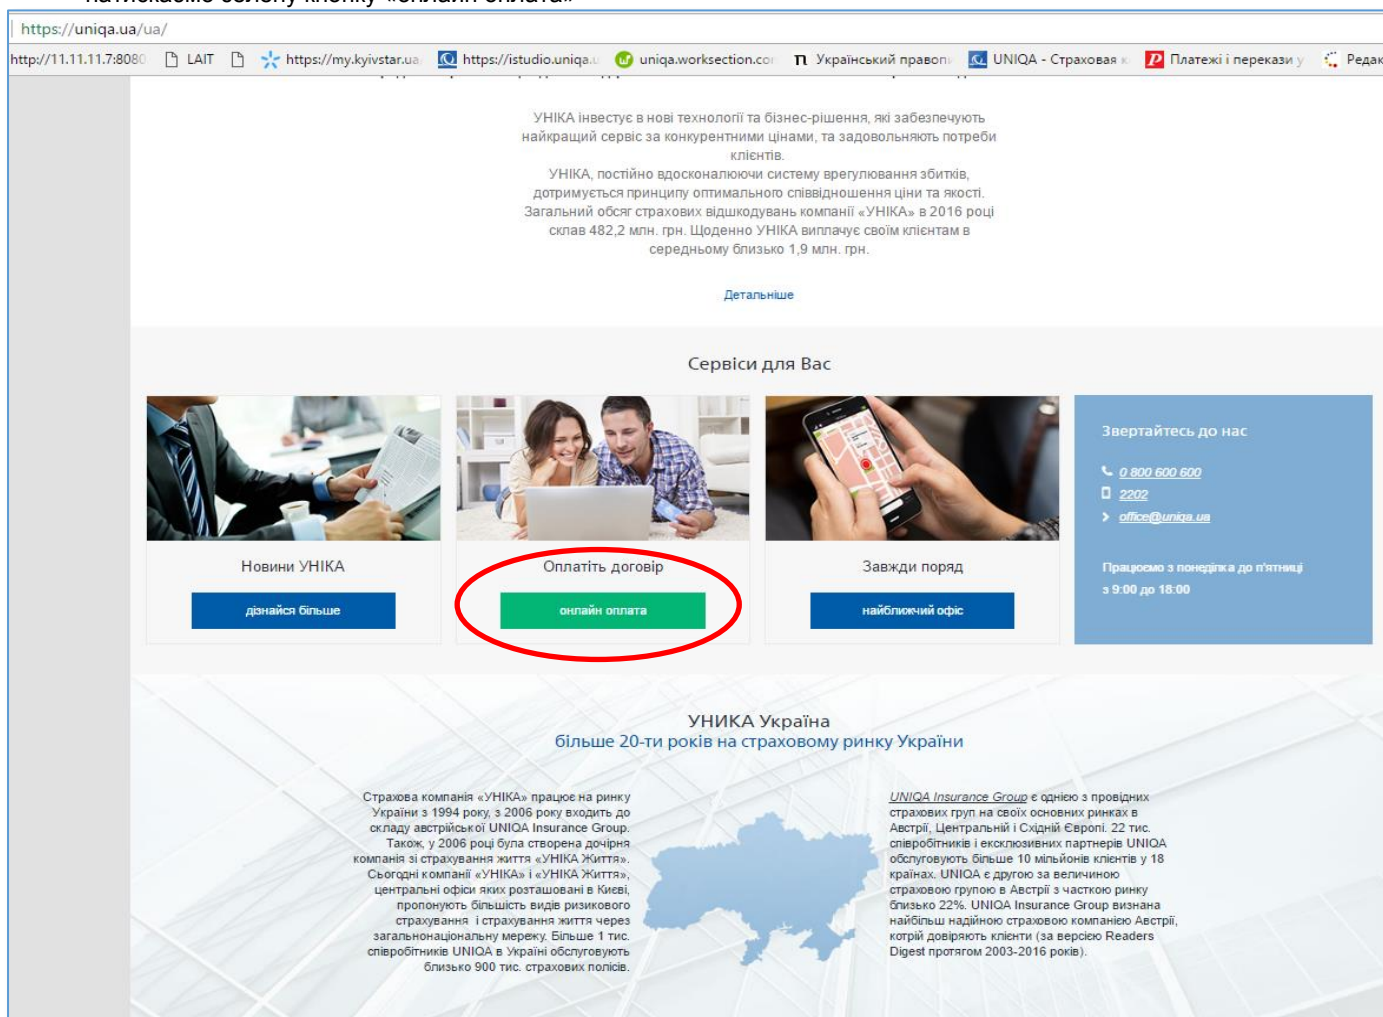 натискаємо зелену кнопку «онлайн оплата»
https://uniqa.ua/ua/
http://11.11.11.7:8080 LAIT https://my.kyivstar.ua https://istudio.uniqa.u uniqa.worksection.co Український правоп UNIQA - Страховая к Платежі і перекази у Редак
УНІКА інвестує в нові технології та бізнес-рішення, які забезпечують
найкращий сервіс за конкурентними цінами, та задовольняють потреби
клієнтів.
УНІКА, постійно вдосконалюючи систему врегулювання збитків,
дотримується принципу оптимального співвідношення ціни та якості.
Загальний обсяг страхових відшкодувань компанії «УНІКА» в 2016 році
склав 482,2 млн. грн. Щоденно УНІКА виплачує своїм клієнтам в
середньому близько 1,9 млн. грн.
Детальніше
Сервіси для Вас
Новини УНІКА
дізнайся більше
Оплатіть договір
онлайн оплата
Завжди поряд
найближчий офіс
Звертайтесь до нас
0 800 600 600
2202
office@uniqa.ua
Працюємо з понеділка до п'ятниці
з 9:00 до 18:00
УНИКА Україна
більше 20-ти років на страховому ринку України
Страхова компанія «УНІКА» працює на ринку
України з 1994 року, з 2006 року входить до
складу австрійської UNIQA Insurance Group.
Також, у 2006 році була створена дочірня
компанія зі страхування життя «УНІКА Життя».
Сьогодні компанії «УНІКА» і «УНІКА Життя»,
центральні офіси яких розташовані в Києві,
пропонують більшість видів ризикового
страхування і страхування життя через
загальнонаціональну мережу. Більше 1 тис.
співробітників UNIQA в Україні обслуговують
близько 900 тис. страхових полісів.
UNIQA Insurance Group є однією з провідних
страхових груп на своїх основних ринках в
Австрії, Центральній і Східній Європі. 22 тис.
співробітників і ексклюзивних партнерів UNIQA
обслуговують більше 10 мільйонів клієнтів у 18
країнах. UNIQA є другою за величиною
страховою групою в Австрії з часткою ринку
близько 22%. UNIQA Insurance Group визнана
найбільш надійною страховою компанією Австрії,
котрій довіряють клієнти (за версією Readers
Digest протягом 2003-2016 років).